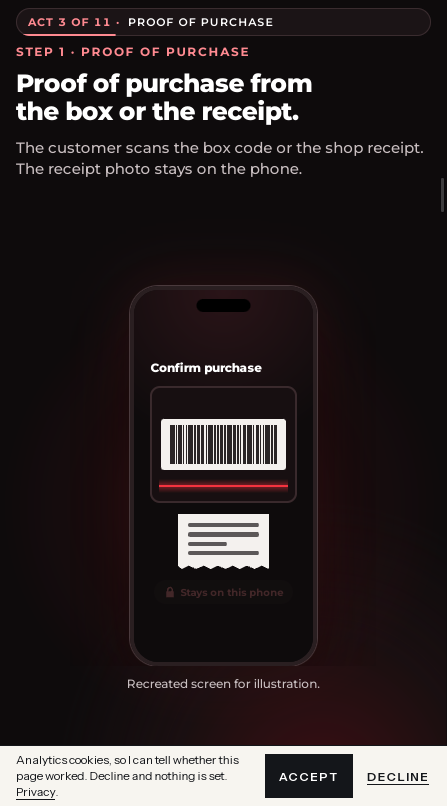 ACT 3 OF 11 · PROOF OF PURCHASE
STEP 1 · PROOF OF PURCHASE
Proof of purchase from
the box or the receipt.
The customer scans the box code or the shop receipt.
The receipt photo stays on the phone.
Confirm purchase
Stays on this phone
Recreated screen for illustration.
Analytics cookies, so I can tell whether this
page worked. Decline and nothing is set.
Privacy.
ACCEPT
DECLINE